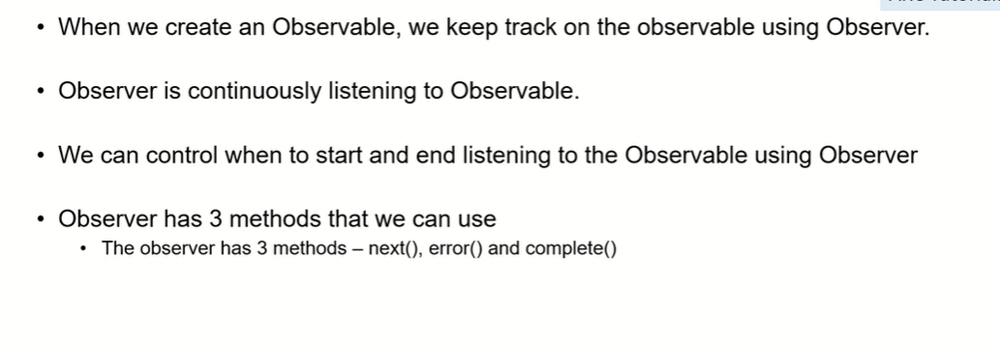 • When we create an Observable, we keep track on the observable using Observer.
• Observer is continuously listening to Observable.
• We can control when to start and end listening to the Observable using Observer
• Observer has 3 methods that we can use
• The observer has 3 methods – next(), error() and complete()